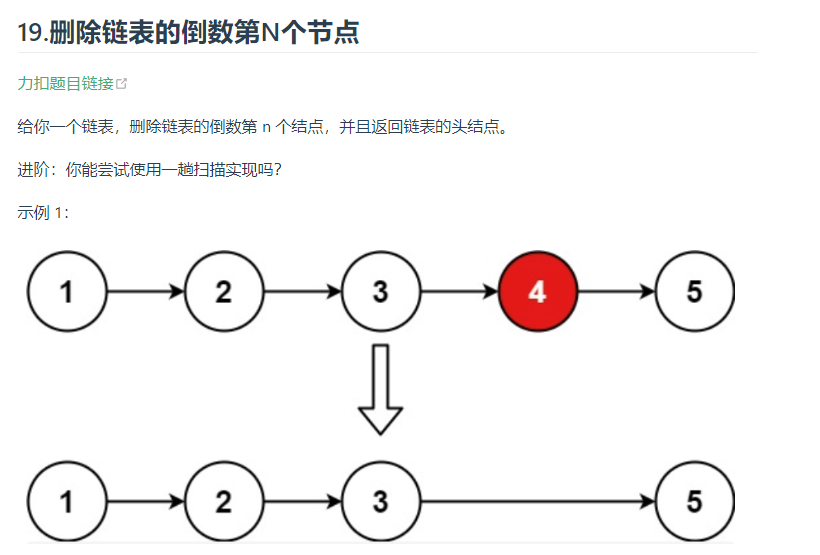 19.删除链表的倒数第N个节点
力扣题目链接
给你一个链表，删除链表的倒数第 n 个结点，并且返回链表的头结点。
进阶：你能尝试使用一趟扫描实现吗？
示例 1：
1 2 3 4 5
1 2 3 5